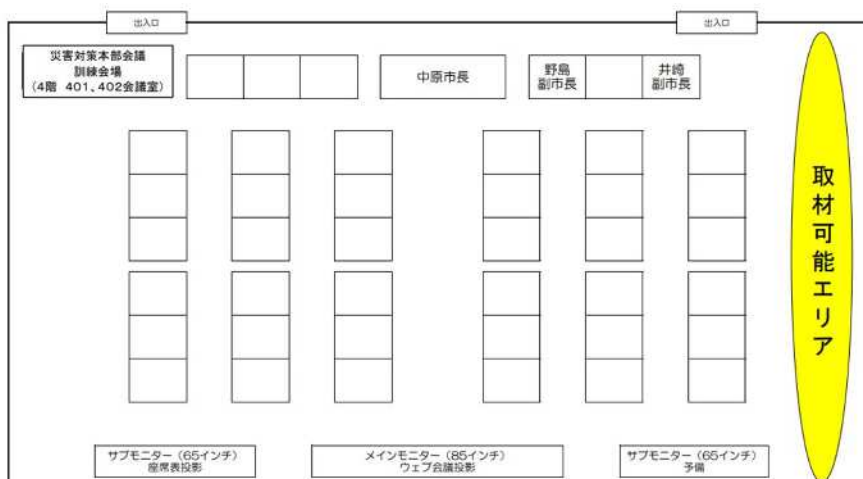 出入口
出入口
災害対策本部会議
訓練会場
(4階 401、402会議室)
中原市長
野島
副市長
井崎
副市長
取材可能エリア
サブモニター(65インチ)
座席表投影
メインモニター(85インチ)
ウェブ会議投影
サブモニター(65インチ)
予備